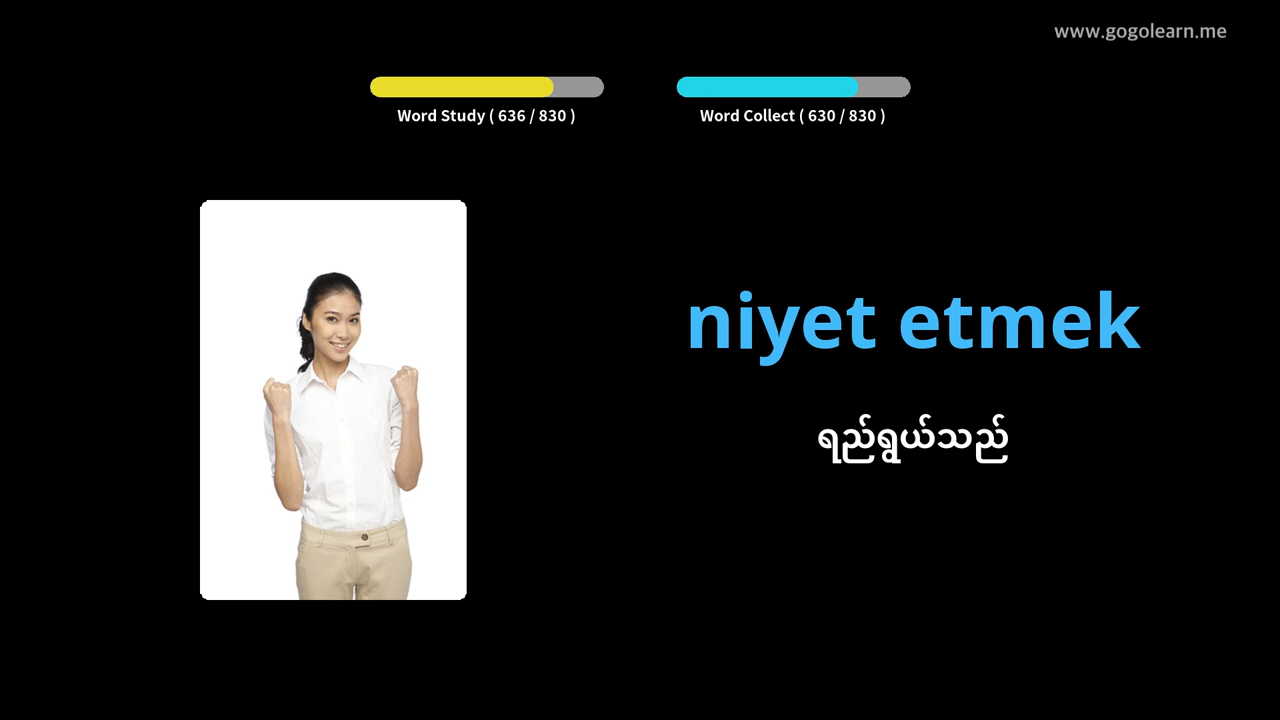 www.gogolearn.me
Word Study ( 636 / 830 )
Word Collect ( 630 / 830 )
niyet etmek
ရည်ရွယ်သည်